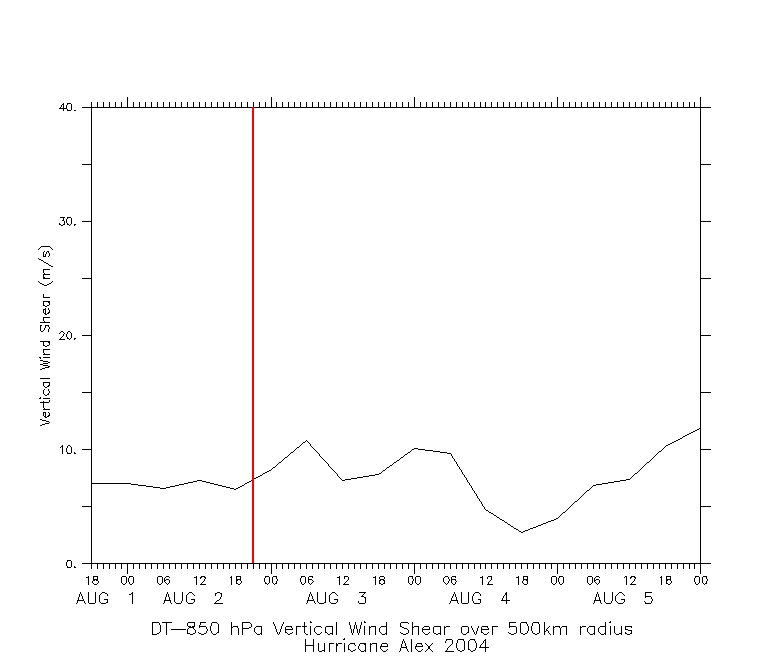 40.
30.
20.
10.
0.
Vertical Wind Shear (m/s)
18 00 06 12 18 00 06 12 18 00 06 12 18 00 06 12 18 00
AUG 1 AUG 2 AUG 3 AUG 4 AUG 5
DT—850 hPa Vertical Wind Shear over 500km radius
Hurricane Alex 2004